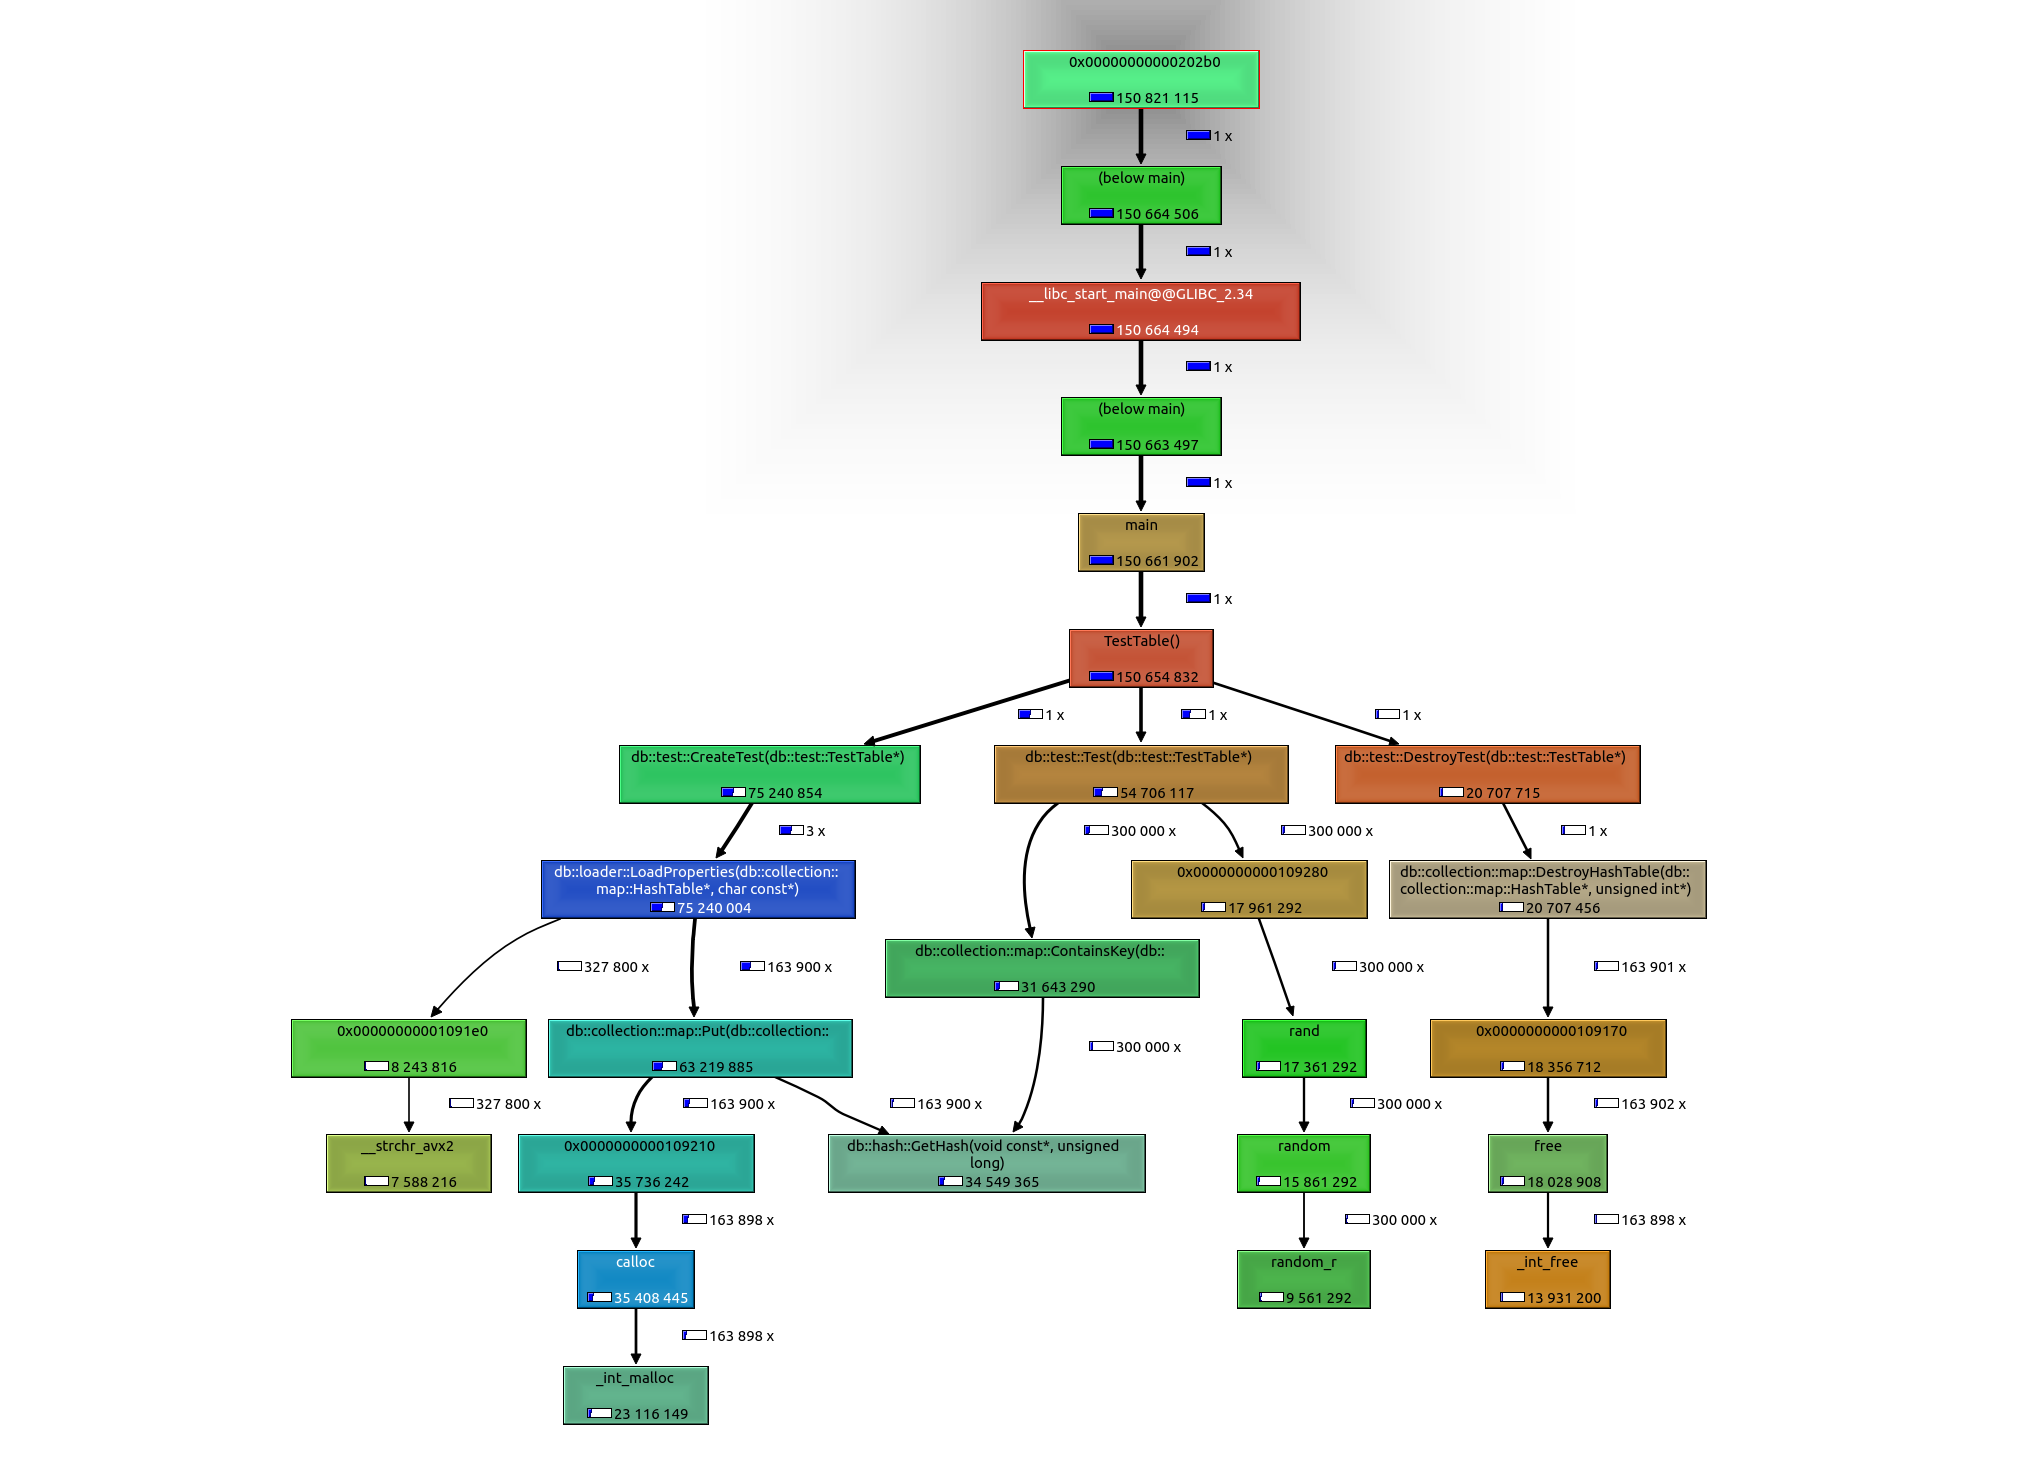 0x00000000000202b0
150 821 115
1 x
(below main)
150 664 506
1 x
__libc_start_main@@GLIBC_2.34
150 664 494
1 x
(below main)
150 663 497
1 x
main
150 661 902
1 x
TestTable()
150 654 832
1 x
1 x
1 x
db::test::CreateTest(db::test::TestTable*)
75 240 854
db::test::Test(db::test::TestTable*)
54 706 117
db::test::DestroyTest(db::test::TestTable*)
20 707 715
3 x
300 000 x
300 000 x
1 x
db::loader::LoadProperties(db::collection::
map::HashTable*, char const*)
75 240 004
0x0000000000109280
17 961 292
db::collection::map::DestroyHashTable(db::
collection::map::HashTable*, unsigned int*)
20 707 456
db::collection::map::ContainsKey(db::
31 643 290
327 800 x
163 900 x
300 000 x
163 901 x
0x00000000001091e0
8 243 816
db::collection::map::Put(db::collection::
63 219 885
300 000 x
rand
17 361 292
0x0000000000109170
18 356 712
327 800 x
163 900 x
163 900 x
300 000 x
163 902 x
__strchr_avx2
7 588 216
0x0000000000109210
35 736 242
db::hash::GetHash(void const*, unsigned
long)
34 549 365
random
15 861 292
free
18 028 908
163 898 x
300 000 x
163 898 x
calloc
35 408 445
random_r
9 561 292
_int_free
13 931 200
163 898 x
_int_malloc
23 116 149